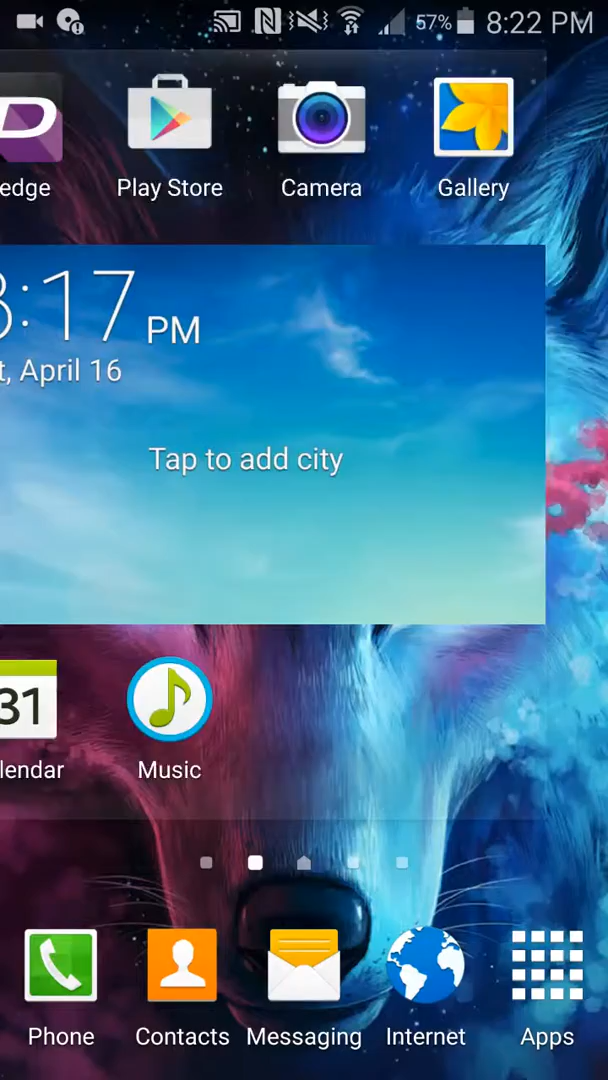 57% 8:22 PM
edge Play Store Camera Gallery
8:17 PM
t, April 16
Tap to add city
31
lendar Music
Phone Contacts Messaging Internet Apps